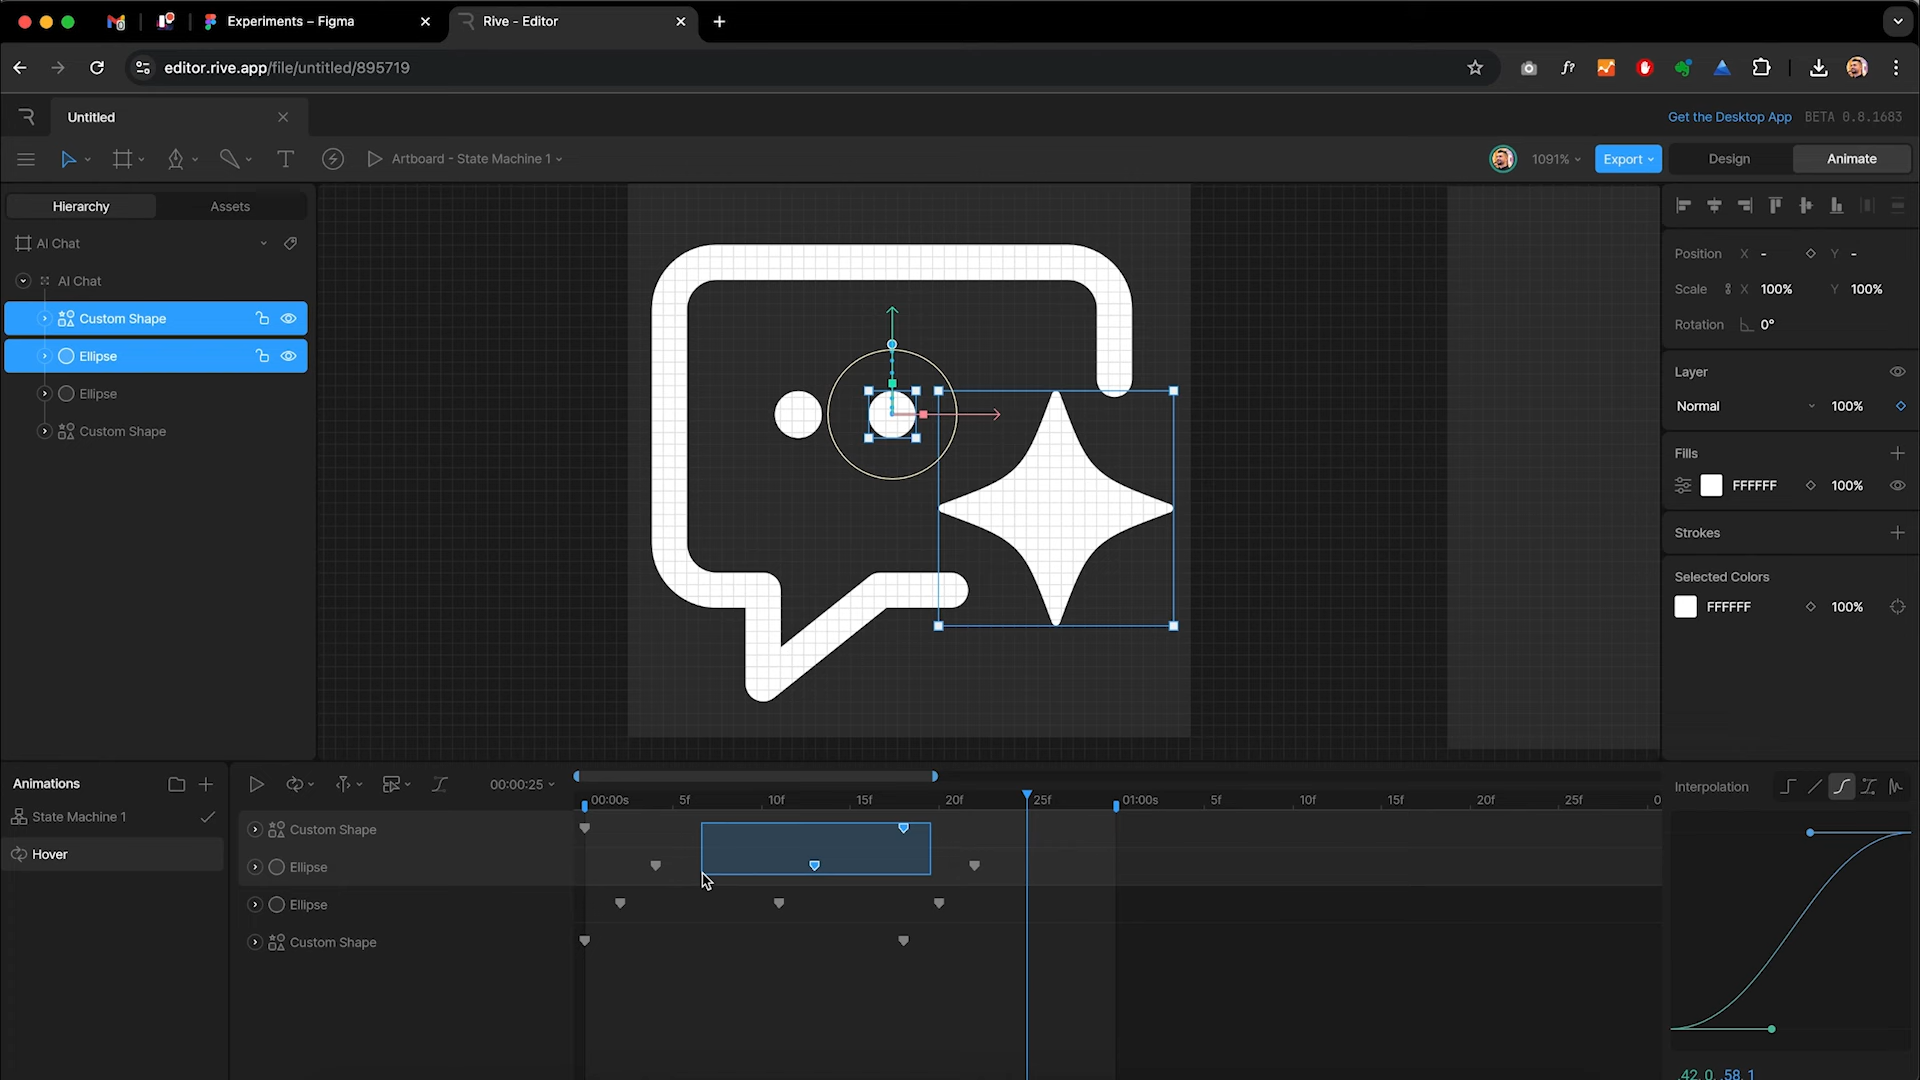 Experiments – Figma
Rive - Editor
editor.rive.app/file/untitled/895719
f?
Untitled
Get the Desktop App
BETA 0.8.1683
Artboard - State Machine 1
1091%
Export
Design
Animate
Hierarchy
Assets
AI Chat
AI Chat
Custom Shape
Ellipse
Ellipse
Custom Shape
Position X - Y -
Scale X 100% Y 100%
Rotation 0°
Layer
Normal 100%
Fills
FFFFFF 100%
Strokes
Selected Colors
FFFFFF 100%
Animations
00:00:25
State Machine 1
Hover
00:00s 5f 10f 15f 20f 25f 01:00s 5f 10f 15f 20f 25f 0
Custom Shape
Ellipse
Ellipse
Custom Shape
Interpolation
.42, 0, .58, 1